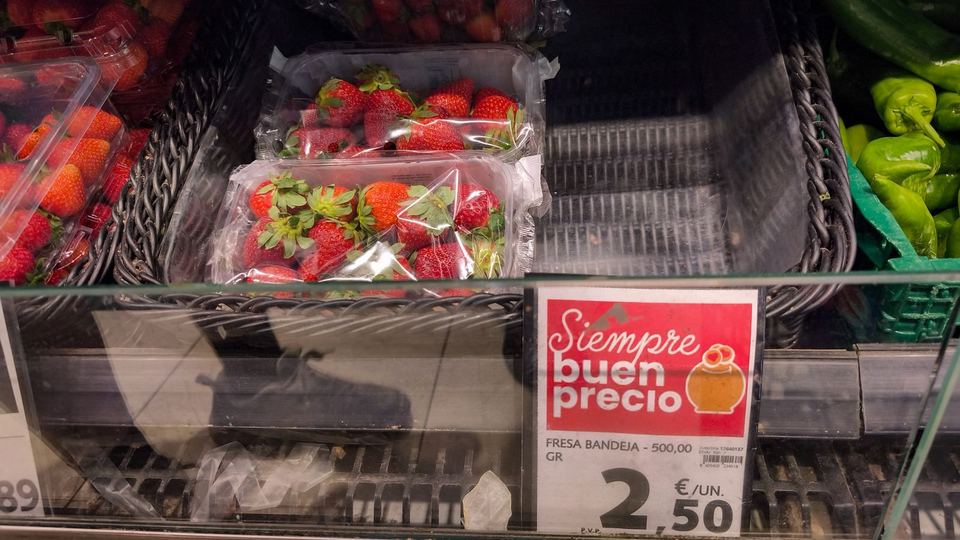 Siempre
buen
precio
FRESA BANDEJA - 500,00
GR
2,50
€/UN.
P.V.P.
89